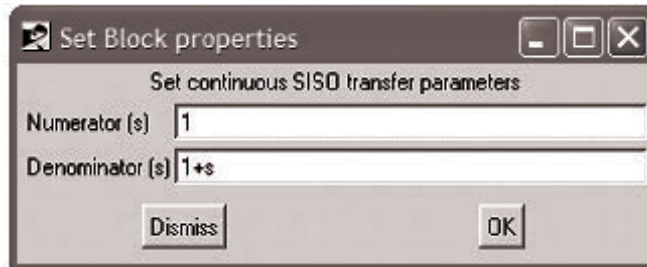 Set Block properties
Set continuous SISO transfer parameters
Numerator (s) 1
Denominator (s) 1+s
Dismiss OK